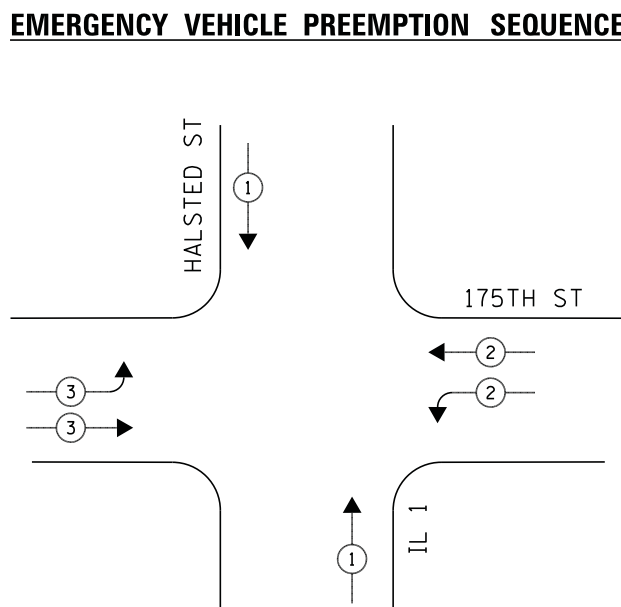 EMERGENCY VEHICLE PREEMPTION SEQUENCE
HALSTED ST
1
175TH ST
2
3
2
3
IL 1
1